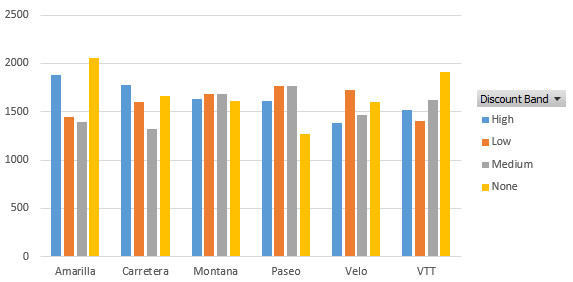 2500
2000
1500
1000
500
0
Amarilla Carretera Montana Paseo Velo VTT
Discount Band
High
Low
Medium
None